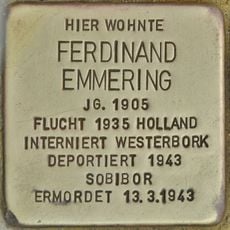 HIER WOHNTE
FERDINAND
EMMERING
JG. 1905
FLUCHT 1935 HOLLAND
INTERNIERT WESTERBORK
DEPORTIERT 1943
SOBIBOR
ERMORDET 13.3.1943